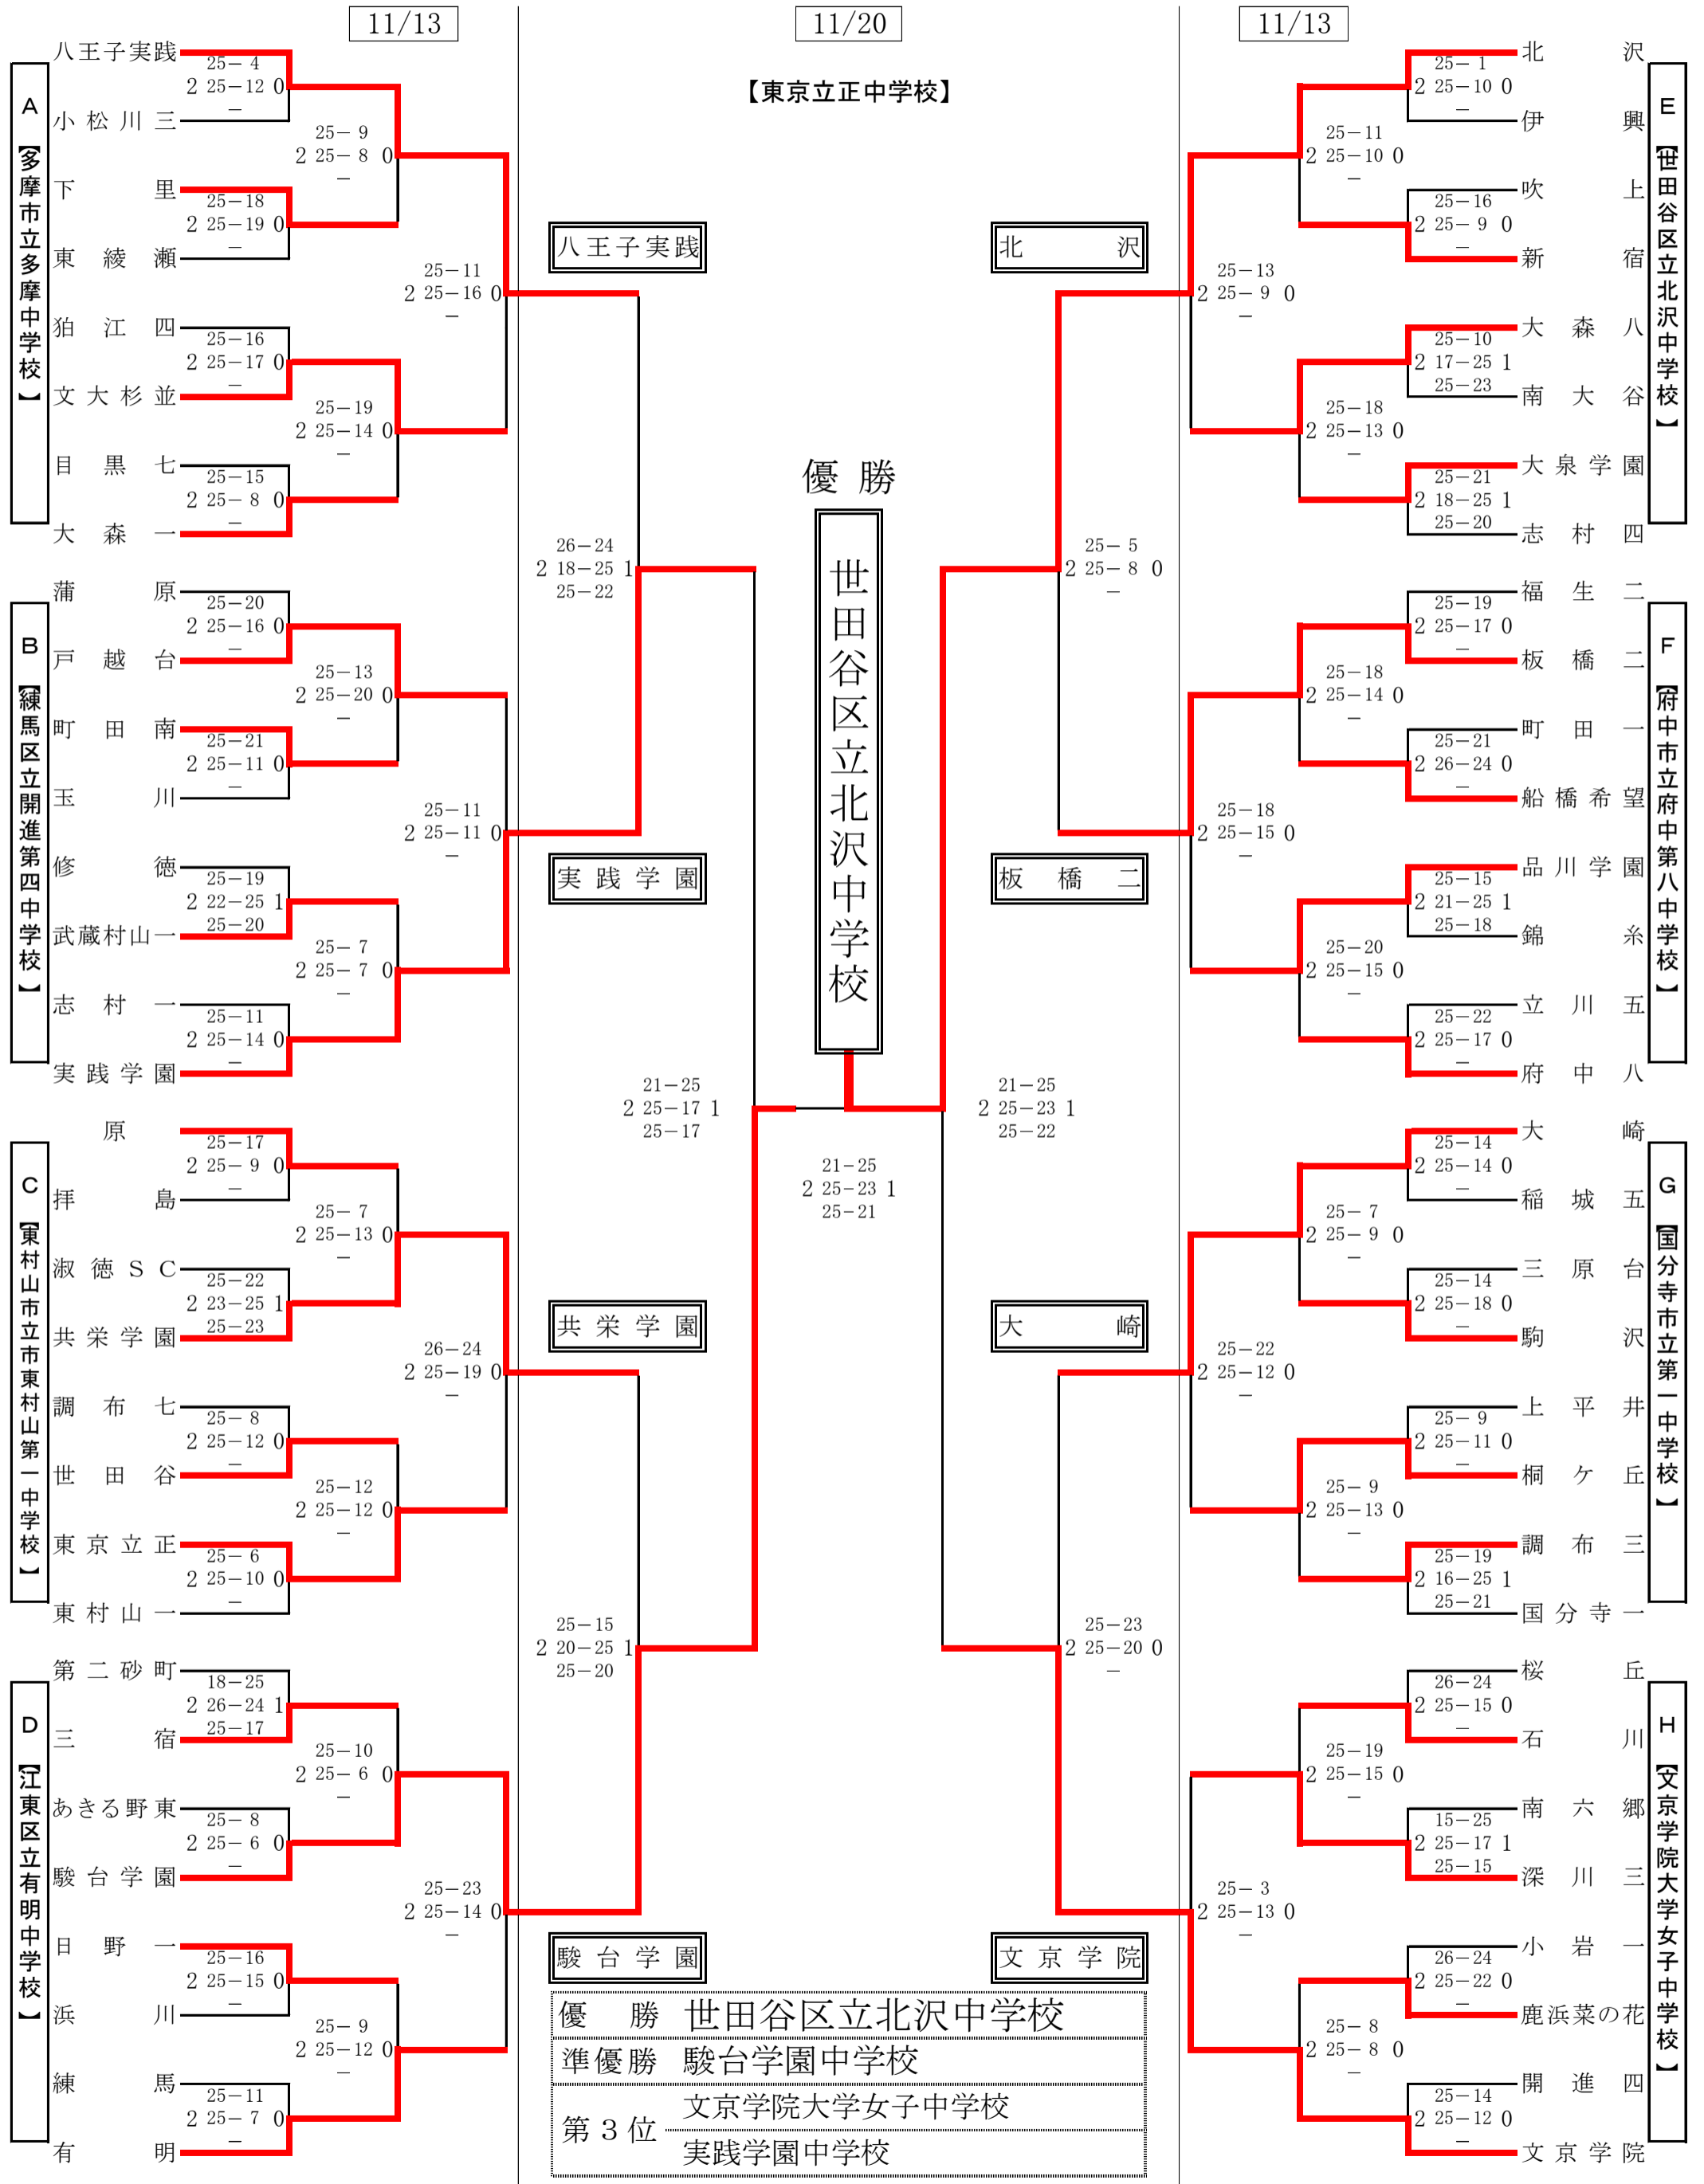 11/13
11/20
11/13
【東京立正中学校】
A【多摩市立多摩中学校】
八王子実践
25－4
2 25－12 0
－
小松川三
25－9
2 25－8 0
－
下里
25－18
2 25－19 0
－
東綾瀬
25－11
2 25－16 0
－
狛江四
25－16
2 25－17 0
－
文大杉並
25－19
2 25－14 0
－
目黒七
25－15
2 25－8 0
－
大森一
B【練馬区立開進第四中学校】
蒲原
25－20
2 25－16 0
－
戸越台
25－13
2 25－20 0
－
町田南
25－21
2 25－11 0
－
玉川
25－11
2 25－11 0
－
修徳
25－19
2 22－25 1
25－20
武蔵村山一
25－7
2 25－7 0
－
志村一
25－11
2 25－14 0
－
実践学園
C【東村山市立市東村山第一中学校】
原
25－17
2 25－9 0
－
拝島
25－7
2 25－13 0
－
淑徳ＳＣ
25－22
2 23－25 1
25－23
共栄学園
26－24
2 25－19 0
－
調布七
25－8
2 25－12 0
－
世田谷
25－12
2 25－12 0
－
東京立正
25－6
2 25－10 0
－
東村山一
D【江東区立有明中学校】
第二砂町
18－25
2 26－24 1
25－17
三宿
25－10
2 25－6 0
－
あきる野東
25－8
2 25－6 0
－
駿台学園
25－23
2 25－14 0
－
日野一
25－16
2 25－15 0
－
浜川
25－9
2 25－12 0
－
練馬
25－11
2 25－7 0
－
有明
八王子実践
26－24
2 18－25 1
25－22
実践学園
21－25
2 25－17 1
25－17
共栄学園
25－15
2 20－25 1
25－20
駿台学園
優勝
世田谷区立北沢中学校
21－25
2 25－23 1
25－21
北沢
25－5
2 25－8 0
－
板橋二
21－25
2 25－23 1
25－22
大崎
25－23
2 25－20 0
－
文京学院
E【世田谷区立北沢中学校】
北沢
25－1
2 25－10 0
－
伊興
25－11
2 25－10 0
－
吹上
25－16
2 25－9 0
－
新宿
25－13
2 25－9 0
－
大森八
25－10
2 17－25 1
25－23
南大谷
25－18
2 25－13 0
－
大泉学園
25－21
2 18－25 1
25－20
志村四
F【府中市立府中第八中学校】
福生二
25－19
2 25－17 0
－
板橋二
25－18
2 25－14 0
－
町田一
25－21
2 26－24 0
－
船橋希望
25－18
2 25－15 0
－
品川学園
25－15
2 21－25 1
25－18
錦糸
25－20
2 25－15 0
－
立川五
25－22
2 25－17 0
－
府中八
G【国分寺市立第一中学校】
大崎
25－14
2 25－14 0
－
稲城五
25－7
2 25－9 0
－
三原台
25－14
2 25－18 0
－
駒沢
25－22
2 25－12 0
－
上平井
25－9
2 25－11 0
－
桐ケ丘
25－9
2 25－13 0
－
調布三
25－19
2 16－25 1
25－21
国分寺一
H【文京学院大学女子中学校】
桜丘
26－24
2 25－15 0
－
石川
25－19
2 25－15 0
－
南六郷
15－25
2 25－17 1
25－15
深川三
25－3
2 25－13 0
－
小岩一
26－24
2 25－22 0
－
鹿浜菜の花
25－8
2 25－8 0
－
開進四
25－14
2 25－12 0
－
文京学院
優勝 世田谷区立北沢中学校
準優勝 駿台学園中学校
第３位 文京学院大学女子中学校
実践学園中学校